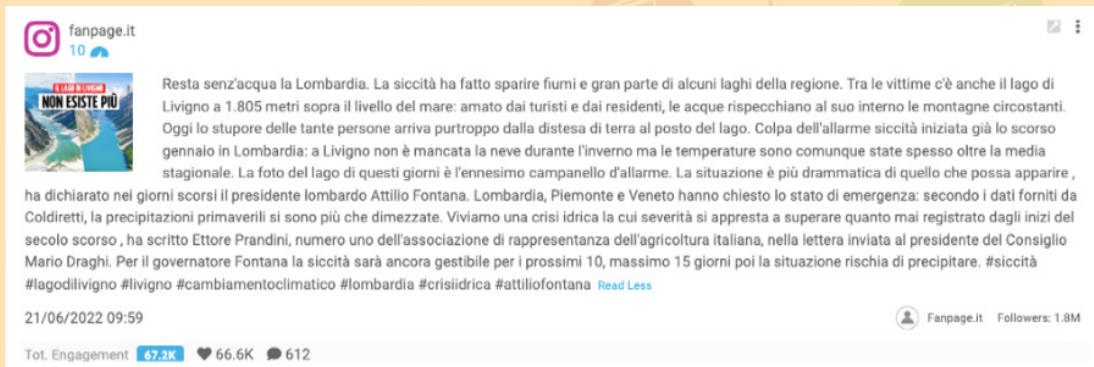 fanpage.it
10
IL LAGO DI LIVIGNO
NON ESISTE PIÙ
Resta senz'acqua la Lombardia. La siccità ha fatto sparire fiumi e gran parte di alcuni laghi della regione. Tra le vittime c'è anche il lago di
Livigno a 1.805 metri sopra il livello del mare: amato dai turisti e dai residenti, le acque rispecchiano al suo interno le montagne circostanti.
Oggi lo stupore delle tante persone arriva purtroppo dalla distesa di terra al posto del lago. Colpa dell'allarme siccità iniziata già lo scorso
gennaio in Lombardia: a Livigno non è mancata la neve durante l'inverno ma le temperature sono comunque state spesso oltre la media
stagionale. La foto del lago di questi giorni è l'ennesimo campanello d'allarme. La situazione è più drammatica di quello che possa apparire ,
ha dichiarato nei giorni scorsi il presidente lombardo Attilio Fontana. Lombardia, Piemonte e Veneto hanno chiesto lo stato di emergenza: secondo i dati forniti da
Coldiretti, la precipitazioni primaverili si sono più che dimezzate. Viviamo una crisi idrica la cui severità si appresta a superare quanto mai registrato dagli inizi del
secolo scorso , ha scritto Ettore Prandini, numero uno dell'associazione di rappresentanza dell'agricoltura italiana, nella lettera inviata al presidente del Consiglio
Mario Draghi. Per il governatore Fontana la siccità sarà ancora gestibile per i prossimi 10, massimo 15 giorni poi la situazione rischia di precipitare. #siccità
#lagodilivigno #livigno #cambiamentoclimatico #lombardia #crisiidrica #attiliofontana Read Less
21/06/2022 09:59
Fanpage.it Followers: 1.8M
Tot. Engagement 67.2K 66.6K 612